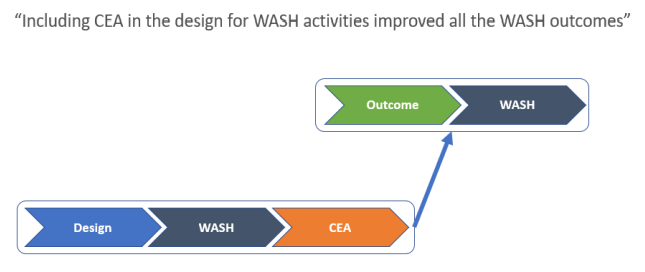 “Including CEA in the design for WASH activities improved all the WASH outcomes”
Outcome WASH
Design WASH CEA